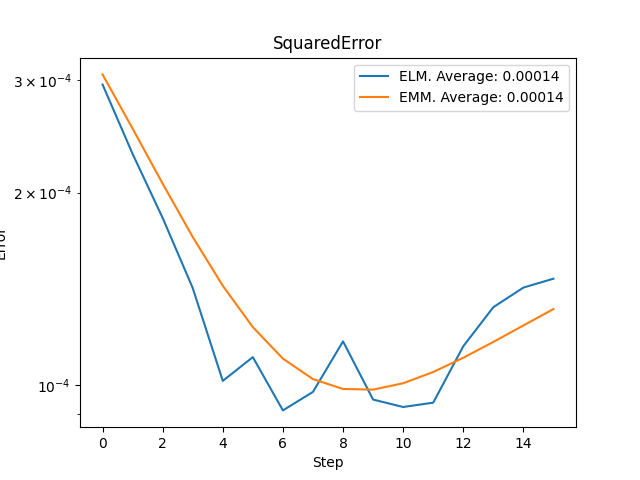 SquaredError
3 × 10⁻⁴
2 × 10⁻⁴
10⁻⁴
Error
ELM. Average: 0.00014
EMM. Average: 0.00014
0 2 4 6 8 10 12 14
Step